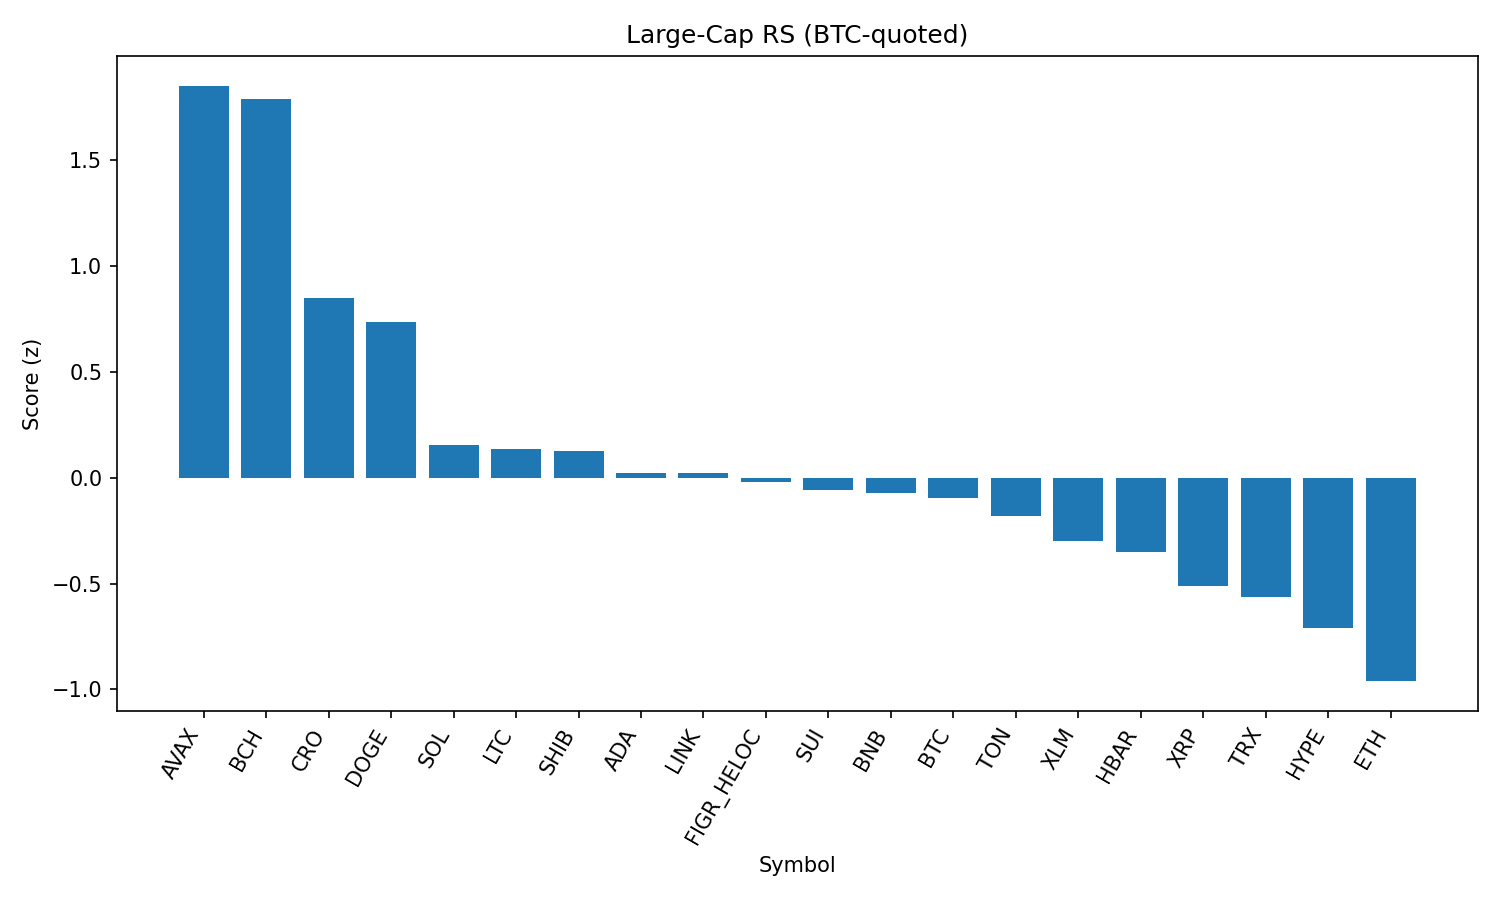 Large-Cap RS (BTC-quoted)
Score (z)
1.5
1.0
0.5
0.0
−0.5
−1.0
AVAX
BCH
CRO
DOGE
SOL
LTC
SHIB
ADA
LINK
FIGR_HELOC
SUI
BNB
BTC
TON
XLM
HBAR
XRP
TRX
HYPE
ETH
Symbol